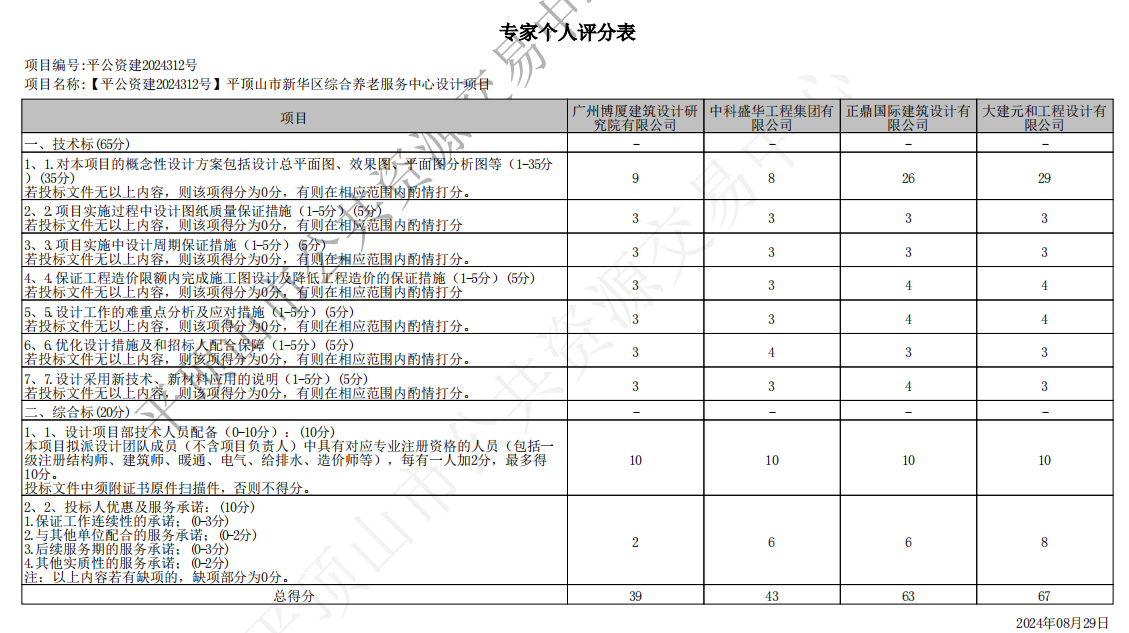 专家个人评分表
项目编号:平公资建2024312号
项目名称:【平公资建2024312号】平顶山市新华区综合养老服务中心设计项目
项目 广州博厦建筑设计研究院有限公司 中科盛华工程集团有限公司 正鼎国际建筑设计有限公司 大建元和工程设计有限公司
一、技术标(65分) － － － －
1、1.对本项目的概念性设计方案包括设计总平面图、效果图、平面图分析图等（1-35分
）(35分)
若投标文件无以上内容，则该项得分为0分，有则在相应范围内酌情打分。 9 8 26 29
2、2.项目实施过程中设计图纸质量保证措施（1-5分）(5分)
若投标文件无以上内容，则该项得分为0分，有则在相应范围内酌情打分 3 3 3 3
3、3.项目实施中设计周期保证措施（1-5分）(5分)
若投标文件无以上内容，则该项得分为0分，有则在相应范围内酌情打分。 3 3 3 3
4、4.保证工程造价限额内完成施工图设计及降低工程造价的保证措施（1-5分）(5分)
若投标文件无以上内容，则该项得分为0分，有则在相应范围内酌情打分 3 3 4 4
5、5.设计工作的难重点分析及应对措施（1-5分）(5分)
若投标文件无以上内容，则该项得分为0分，有则在相应范围内酌情打分。 3 3 4 4
6、6.优化设计措施及和招标人配合保障（1-5分）(5分)
若投标文件无以上内容，则该项得分为0分，有则在相应范围内酌情打分。 3 4 3 3
7、7.设计采用新技术、新材料应用的说明（1-5分）(5分)
若投标文件无以上内容，则该项得分为0分，有则在相应范围内酌情打分。 3 3 4 3
二、综合标(20分) － － － －
1、1、设计项目部技术人员配备（0-10分）：(10分)
本项目拟派设计团队成员（不含项目负责人）中具有对应专业注册资格的人员（包括一
级注册结构师、建筑师、暖通、电气、给排水、造价师等），每有一人加2分，最多得
10分。
投标文件中须附证书原件扫描件，否则不得分。 10 10 10 10
2、2、投标人优惠及服务承诺：(10分)
1.保证工作连续性的承诺；(0-3分)
2.与其他单位配合的服务承诺；(0-2分)
3.后续服务期的服务承诺；(0-3分)
4.其他实质性的服务承诺；(0-2分)
注：以上内容若有缺项的，缺项部分为0分。 2 6 6 8
总得分 39 43 63 67
2024年08月29日
平顶山市公共资源交易中心
平顶山市公共资源交易中心